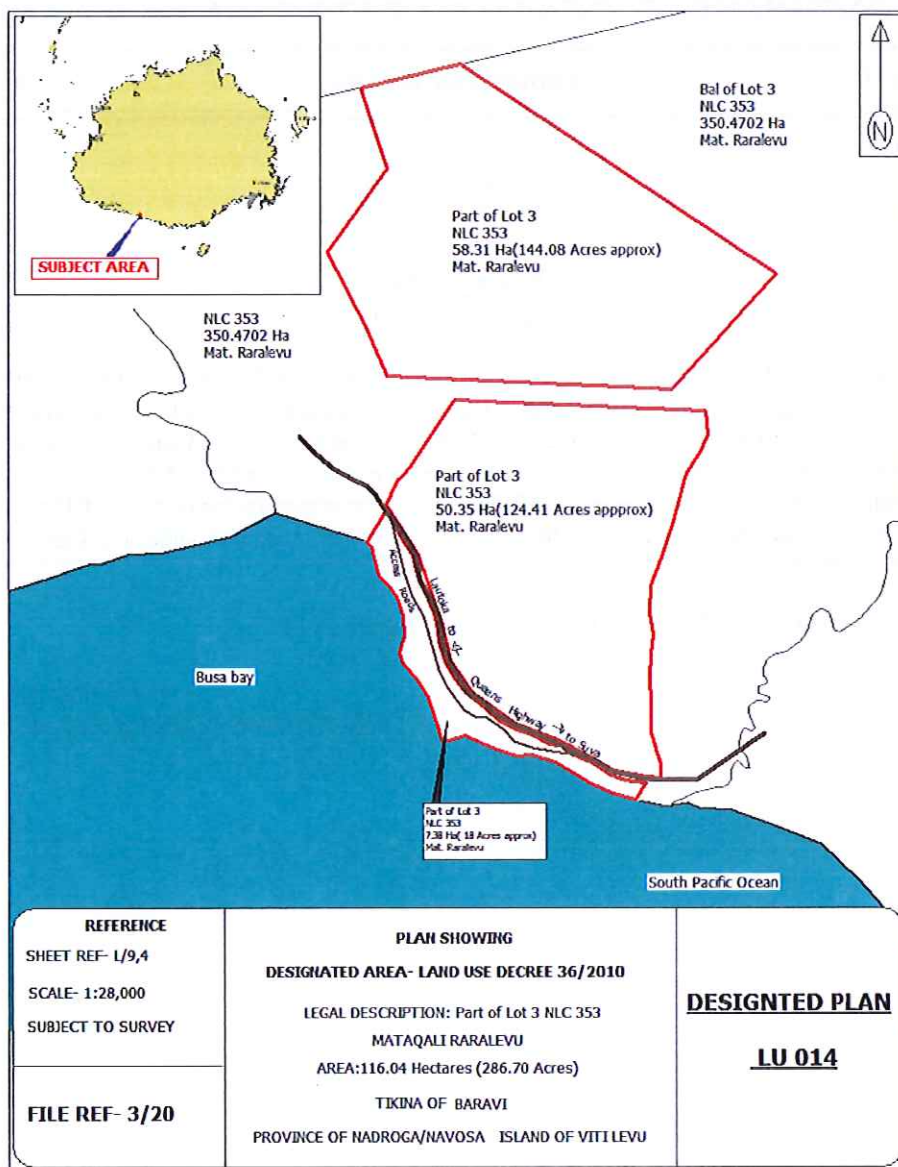 SUBJECT AREA
N
Bal of Lot 3
NLC 353
350.4702 Ha
Mat. Raralevu
Part of Lot 3
NLC 353
58.31 Ha(144.08 Acres approx)
Mat. Raralevu
NLC 353
350.4702 Ha
Mat. Raralevu
Part of Lot 3
NLC 353
50.35 Ha(124.41 Acres appprox)
Mat. Raralevu
Access Roads
Lautoka to
Queens Highway
to Suva
Busa bay
Part of Lot 3
NLC 353
7.38 Ha( 18 Acres approx)
Mat. Raralevu
South Pacific Ocean
REFERENCE
SHEET REF- L/9,4
SCALE- 1:28,000
SUBJECT TO SURVEY
FILE REF- 3/20
PLAN SHOWING
DESIGNATED AREA- LAND USE DECREE 36/2010
LEGAL DESCRIPTION: Part of Lot 3 NLC 353
MATAQALI RARALEVU
AREA:116.04 Hectares (286.70 Acres)
TIKINA OF BARAVI
PROVINCE OF NADROGA/NAVOSA ISLAND OF VITI LEVU
DESIGNTED PLAN
LU 014